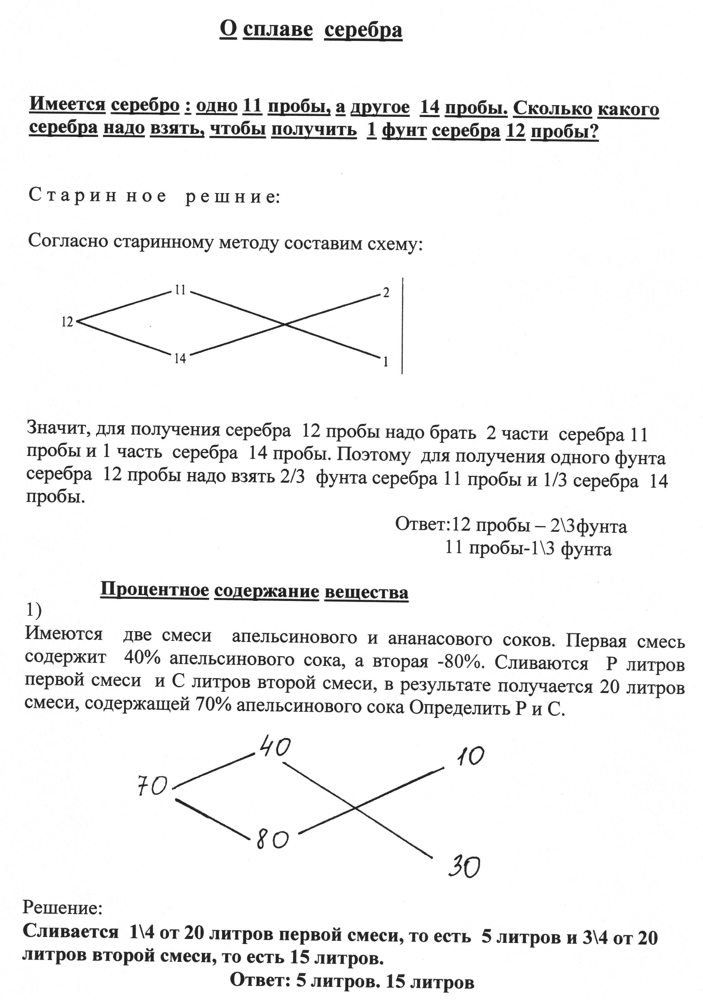 О сплаве серебра
Имеется серебро : одно 11 пробы, а другое 14 пробы. Сколько какого
серебра надо взять, чтобы получить 1 фунт серебра 12 пробы?
С т а р и н н о е р е ш н и е:
Согласно старинному методу составим схему:
11
2
12
14
1
Значит, для получения серебра 12 пробы надо брать 2 части серебра 11
пробы и 1 часть серебра 14 пробы. Поэтому для получения одного фунта
серебра 12 пробы надо взять 2/3 фунта серебра 11 пробы и 1/3 серебра 14
пробы.
Ответ:12 пробы – 2\3фунта
11 пробы-1\3 фунта
Процентное содержание вещества
1)
Имеются две смеси апельсинового и ананасового соков. Первая смесь
содержит 40% апельсинового сока, а вторая -80%. Сливаются Р литров
первой смеси и С литров второй смеси, в результате получается 20 литров
смеси, содержащей 70% апельсинового сока Определить Р и С.
40
10
70
80
30
Решение:
Сливается 1\4 от 20 литров первой смеси, то есть 5 литров и 3\4 от 20
литров второй смеси, то есть 15 литров.
Ответ: 5 литров. 15 литров